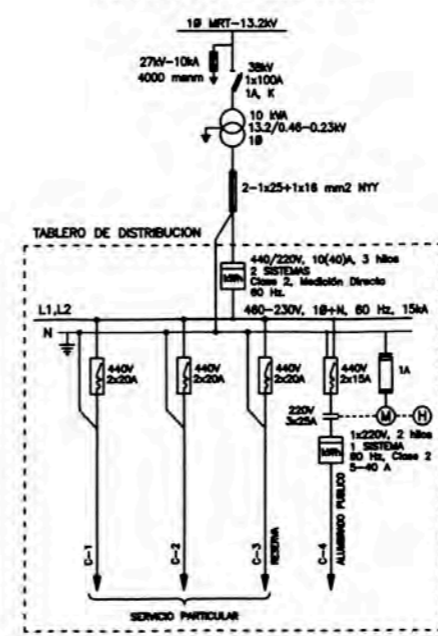 1Ø MRT-13.2kV
27kV-10kA
4000 msnm
38kV
1x100A
1A, K
10 kVA
13.2/0.46-0.23kV
1Ø
2-1x25+1x16 mm2 NYY
TABLERO DE DISTRIBUCION
440/220V, 10(40)A, 3 hilos
2 SISTEMAS
Clase 2, Medición Directa
60 Hz.
kWh
L1,L2
460-230V, 1Ø+N, 60 Hz, 15kA
N
440V
2x20A
440V
2x20A
440V
2x20A
440V
2x15A
1A
220V
3x25A
M
H
kWh
1x220V, 2 hilos
1 SISTEMA
60 Hz, Clase 2
5-40 A
C-1
C-2
C-3
RESERVA
C-4
ALUMBRADO PUBLICO
SERVICIO PARTICULAR